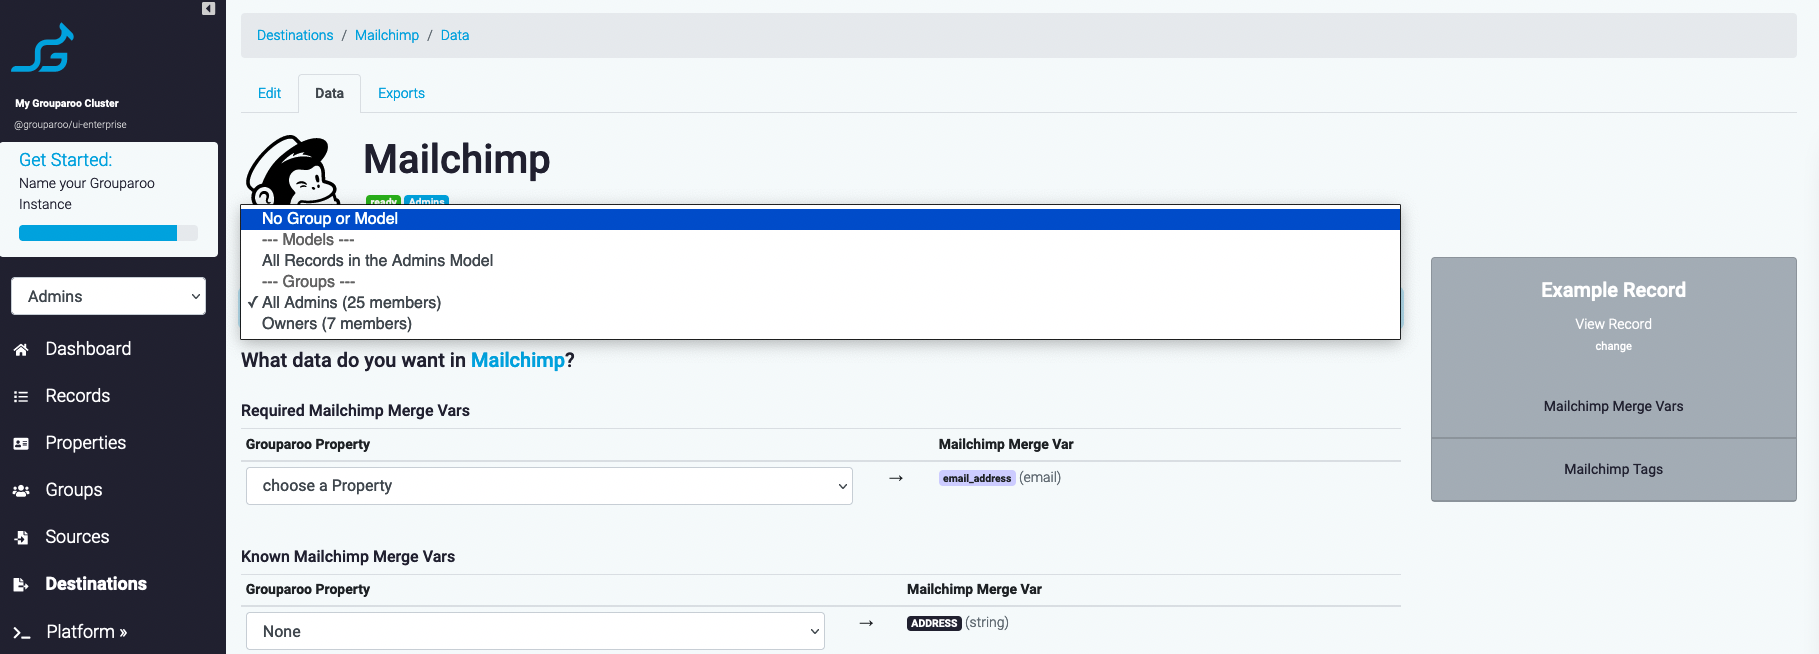 My Grouparoo Cluster
@grouparoo/ui-enterprise
Get Started:
Name your Grouparoo
Instance
Admins
Dashboard
Records
Properties
Groups
Sources
Destinations
Platform »
Destinations / Mailchimp / Data
Edit Data Exports
Mailchimp
ready Admins
No Group or Model
--- Models ---
All Records in the Admins Model
--- Groups ---
✓ All Admins (25 members)
Owners (7 members)
What data do you want in Mailchimp?
Required Mailchimp Merge Vars
Grouparoo Property Mailchimp Merge Var
choose a Property → email_address (email)
Known Mailchimp Merge Vars
Grouparoo Property Mailchimp Merge Var
None → ADDRESS (string)
Example Record
View Record
change
Mailchimp Merge Vars
Mailchimp Tags